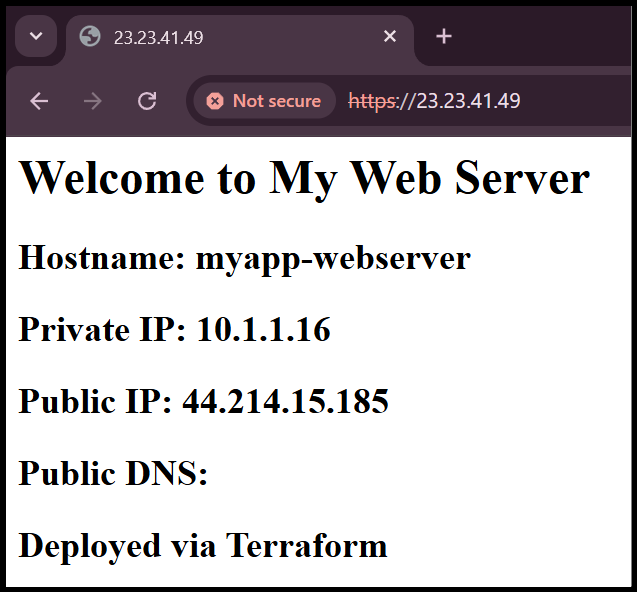 23.23.41.49
Not secure https://23.23.41.49
Welcome to My Web Server
Hostname: myapp-webserver
Private IP: 10.1.1.16
Public IP: 44.214.15.185
Public DNS:
Deployed via Terraform